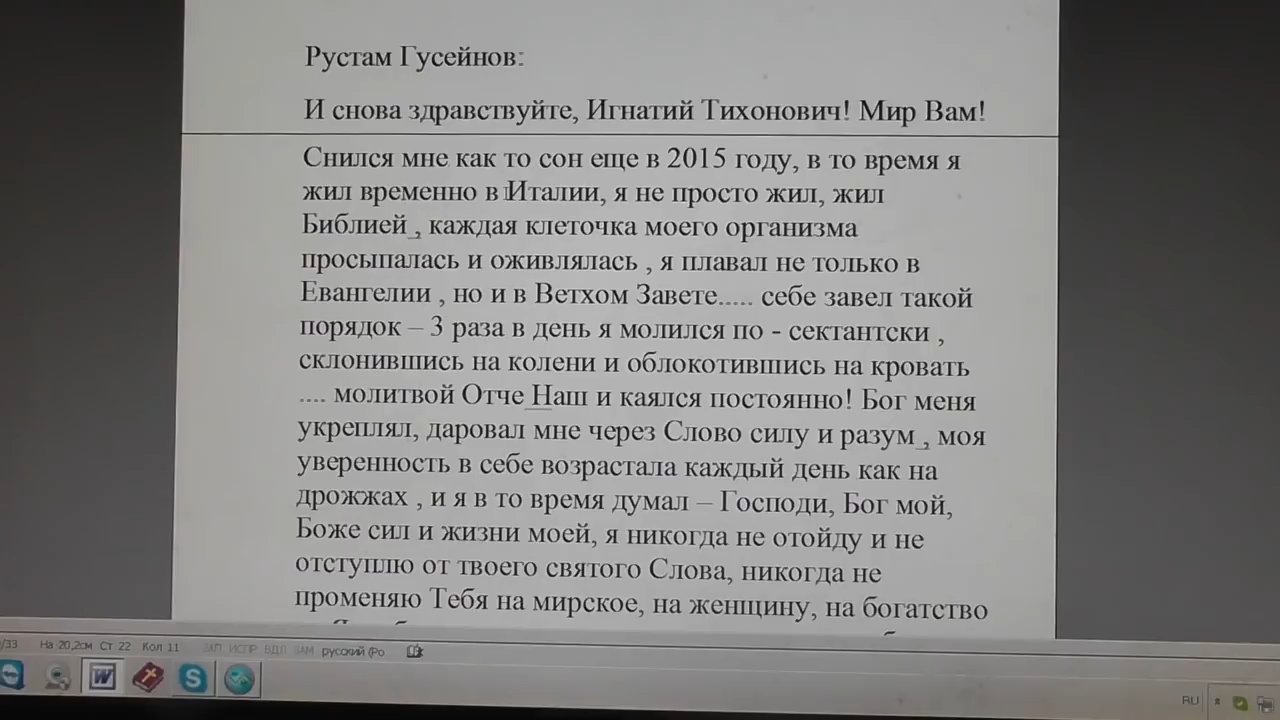 Рустам Гусейнов:
И снова здравствуйте, Игнатий Тихонович! Мир Вам!
Снился мне как то сон еще в 2015 году, в то время я
жил временно в Италии, я не просто жил, жил
Библией , каждая клеточка моего организма
просыпалась и оживлялась , я плавал не только в
Евангелии , но и в Ветхом Завете..... себе завел такой
порядок – 3 раза в день я молился по - сектантски ,
склонившись на колени и облокотившись на кровать
.... молитвой Отче Наш и каялся постоянно! Бог меня
укреплял, даровал мне через Слово силу и разум , моя
уверенность в себе возрастала каждый день как на
дрожжах , и я в то время думал – Господи, Бог мой,
Боже сил и жизни моей, я никогда не отойду и не
отступлю от твоего святого Слова, никогда не
променяю Тебя на мирское, на женщину, на богатство
/33 На 20,2см Ст 22 Кол 11 ЗАП ИСПР ВДЛ ЗАМ русский (Ро
RU